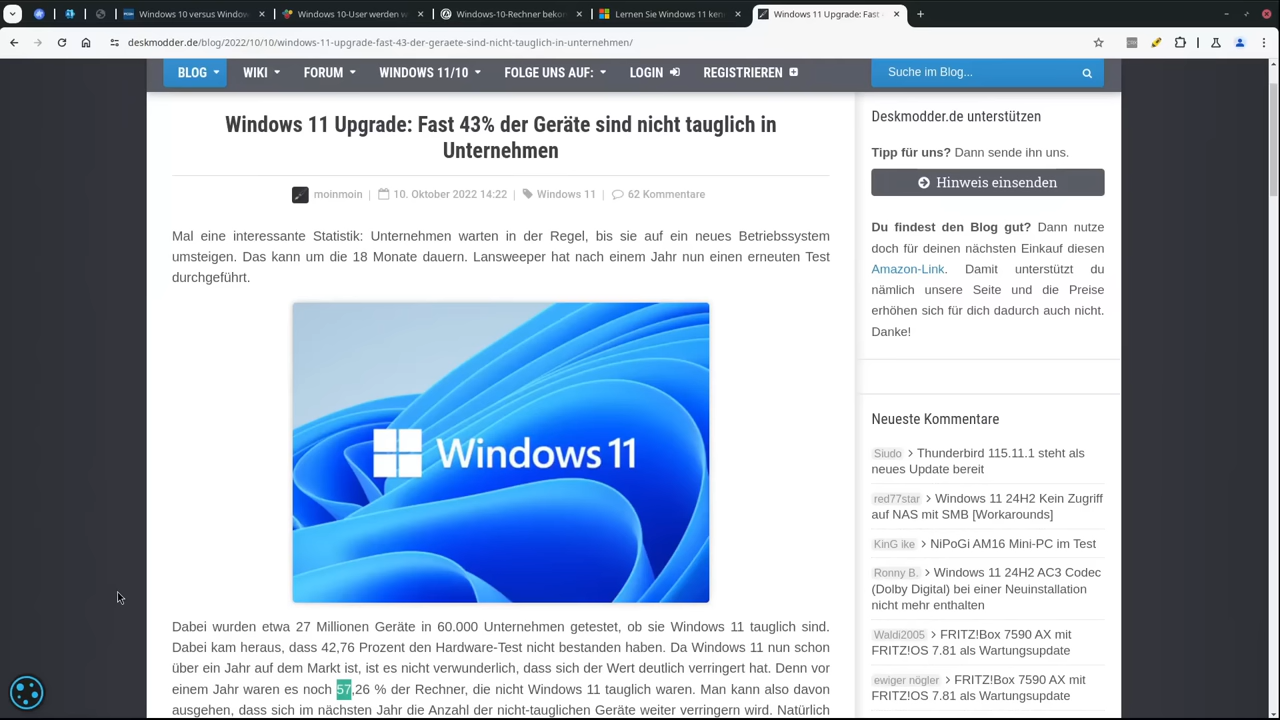 Windows 10 versus Window
Windows 10-User werden w
Windows-10-Rechner beko
Lernen Sie Windows 11 ken
Windows 11 Upgrade: Fast
deskmodder.de/blog/2022/10/10/windows-11-upgrade-fast-43-der-geraete-sind-nicht-tauglich-in-unternehmen/
BLOG WIKI FORUM WINDOWS 11/10 FOLGE UNS AUF: LOGIN REGISTRIEREN
Suche im Blog...
Windows 11 Upgrade: Fast 43% der Geräte sind nicht tauglich in
Unternehmen
moinmoin | 10. Oktober 2022 14:22 | Windows 11 | 62 Kommentare
Mal eine interessante Statistik: Unternehmen warten in der Regel, bis sie auf ein neues Betriebssystem
umsteigen. Das kann um die 18 Monate dauern. Lansweeper hat nach einem Jahr nun einen erneuten Test
durchgeführt.
Windows 11
Dabei wurden etwa 27 Millionen Geräte in 60.000 Unternehmen getestet, ob sie Windows 11 tauglich sind.
Dabei kam heraus, dass 42,76 Prozent den Hardware-Test nicht bestanden haben. Da Windows 11 nun schon
über ein Jahr auf dem Markt ist, ist es nicht verwunderlich, dass sich der Wert deutlich verringert hat. Denn vor
einem Jahr waren es noch 57,26 % der Rechner, die nicht Windows 11 tauglich waren. Man kann also davon
ausgehen, dass sich im nächsten Jahr die Anzahl der nicht-tauglichen Geräte weiter verringern wird. Natürlich
Deskmodder.de unterstützen
Tipp für uns? Dann sende ihn uns.
Hinweis einsenden
Du findest den Blog gut? Dann nutze
doch für deinen nächsten Einkauf diesen
Amazon-Link. Damit unterstützt du
nämlich unsere Seite und die Preise
erhöhen sich für dich dadurch auch nicht.
Danke!
Neueste Kommentare
Siudo > Thunderbird 115.11.1 steht als
neues Update bereit
red77star > Windows 11 24H2 Kein Zugriff
auf NAS mit SMB [Workarounds]
KinG ike > NiPoGi AM16 Mini-PC im Test
Ronny B. > Windows 11 24H2 AC3 Codec
(Dolby Digital) bei einer Neuinstallation
nicht mehr enthalten
Waldi2005 > FRITZ!Box 7590 AX mit
FRITZ!OS 7.81 als Wartungsupdate
ewiger nögler > FRITZ!Box 7590 AX mit
FRITZ!OS 7.81 als Wartungsupdate